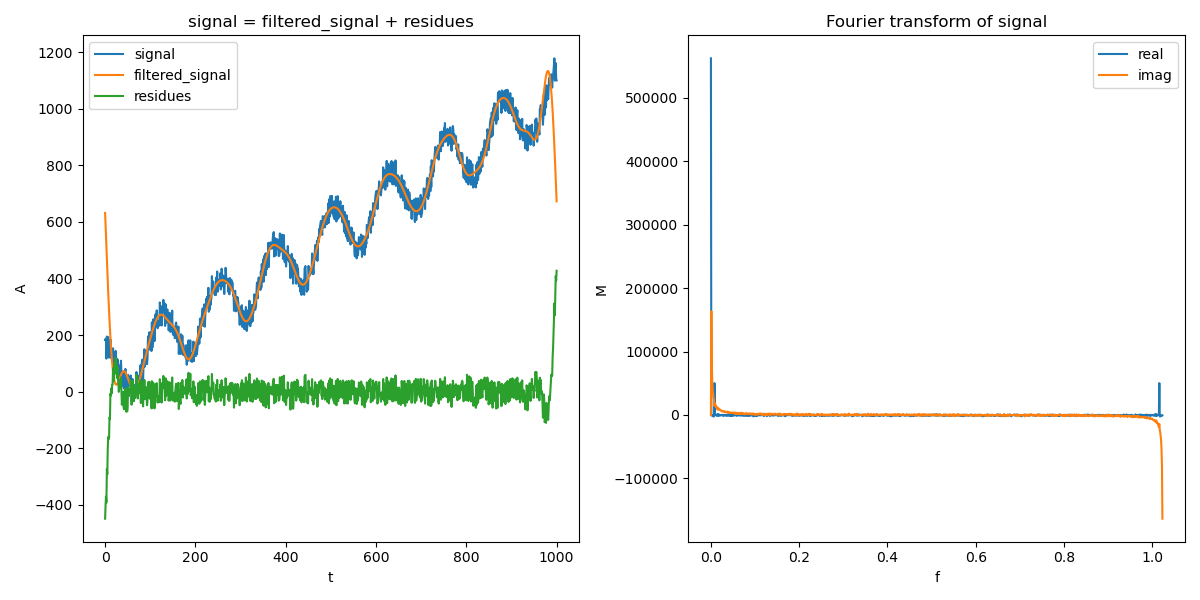 signal = filtered_signal + residues
signal
filtered_signal
residues
1200
1000
800
600
400
200
0
−200
−400
A
0
200
400
600
800
1000
t
Fourier transform of signal
real
imag
500000
400000
300000
200000
100000
0
−100000
M
0.0
0.2
0.4
0.6
0.8
1.0
f